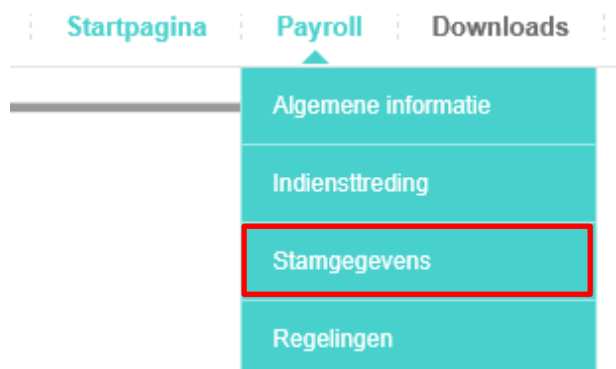 Startpagina Payroll Downloads
Algemene informatie
Indiensttreding
Stamgegevens
Regelingen